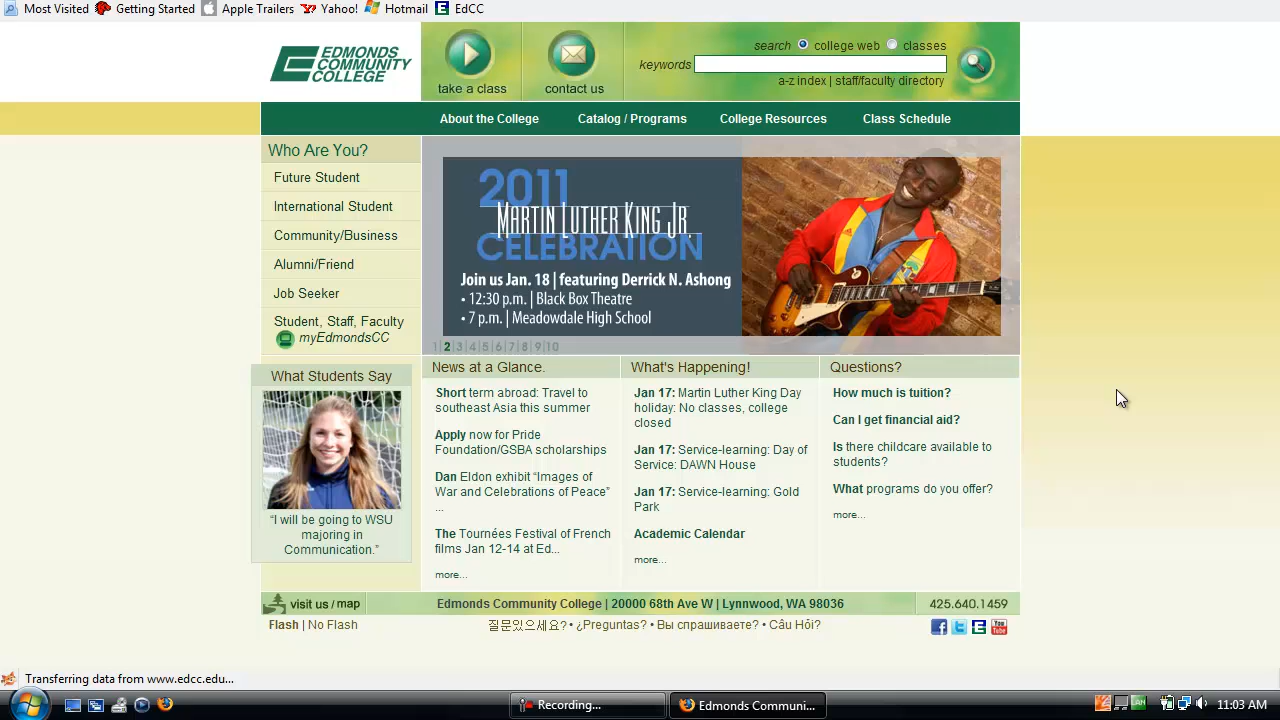 Most Visited Getting Started Apple Trailers Yahoo! Hotmail EdCC
EDMONDS
COMMUNITY
COLLEGE
take a class
contact us
search college web classes
keywords
a-z index | staff/faculty directory
About the College Catalog / Programs College Resources Class Schedule
Who Are You?
Future Student
International Student
Community/Business
Alumni/Friend
Job Seeker
Student, Staff, Faculty
myEdmondsCC
2011
MARTIN LUTHER KING JR.
CELEBRATION
Join us Jan. 18 | featuring Derrick N. Ashong
• 12:30 p.m. | Black Box Theatre
• 7 p.m. | Meadowdale High School
1|2|3|4|5|6|7|8|9|10
What Students Say
“I will be going to WSU
majoring in
Communication.”
News at a Glance.
Short term abroad: Travel to
southeast Asia this summer
Apply now for Pride
Foundation/GSBA scholarships
Dan Eldon exhibit “Images of
War and Celebrations of Peace”
...
The Tournées Festival of French
films Jan 12-14 at Ed...
more...
What's Happening!
Jan 17: Martin Luther King Day
holiday: No classes, college
closed
Jan 17: Service-learning: Day of
Service: DAWN House
Jan 17: Service-learning: Gold
Park
Academic Calendar
more...
Questions?
How much is tuition?
Can I get financial aid?
Is there childcare available to
students?
What programs do you offer?
more...
visit us / map
Edmonds Community College | 20000 68th Ave W | Lynnwood, WA 98036
425.640.1459
Flash | No Flash
질문있으세요? • ¿Preguntas? • Вы спрашиваете? • Câu Hỏi?
You Tube
Transferring data from www.edcc.edu...
Recording...
Edmonds Communi...
LAN
11:03 AM